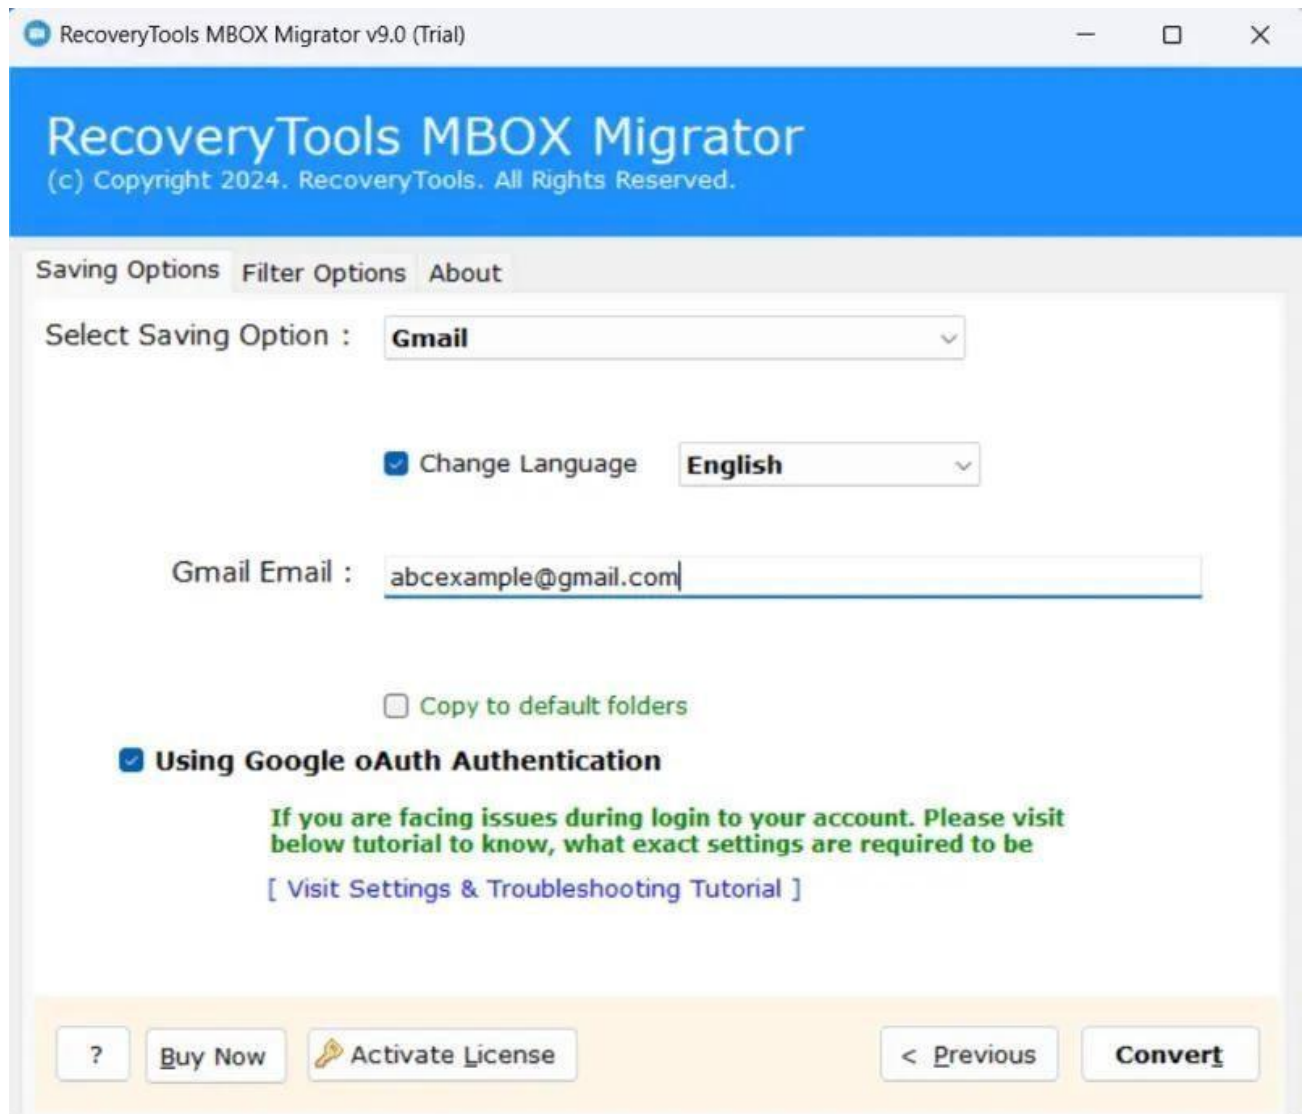 RecoveryTools MBOX Migrator v9.0 (Trial)
RecoveryTools MBOX Migrator
(c) Copyright 2024. RecoveryTools. All Rights Reserved.
Saving Options Filter Options About
Select Saving Option : Gmail
Change Language English
Gmail Email : abcexample@gmail.com
Copy to default folders
Using Google oAuth Authentication
If you are facing issues during login to your account. Please visit
below tutorial to know, what exact settings are required to be
[ Visit Settings & Troubleshooting Tutorial ]
? Buy Now Activate License < Previous Convert